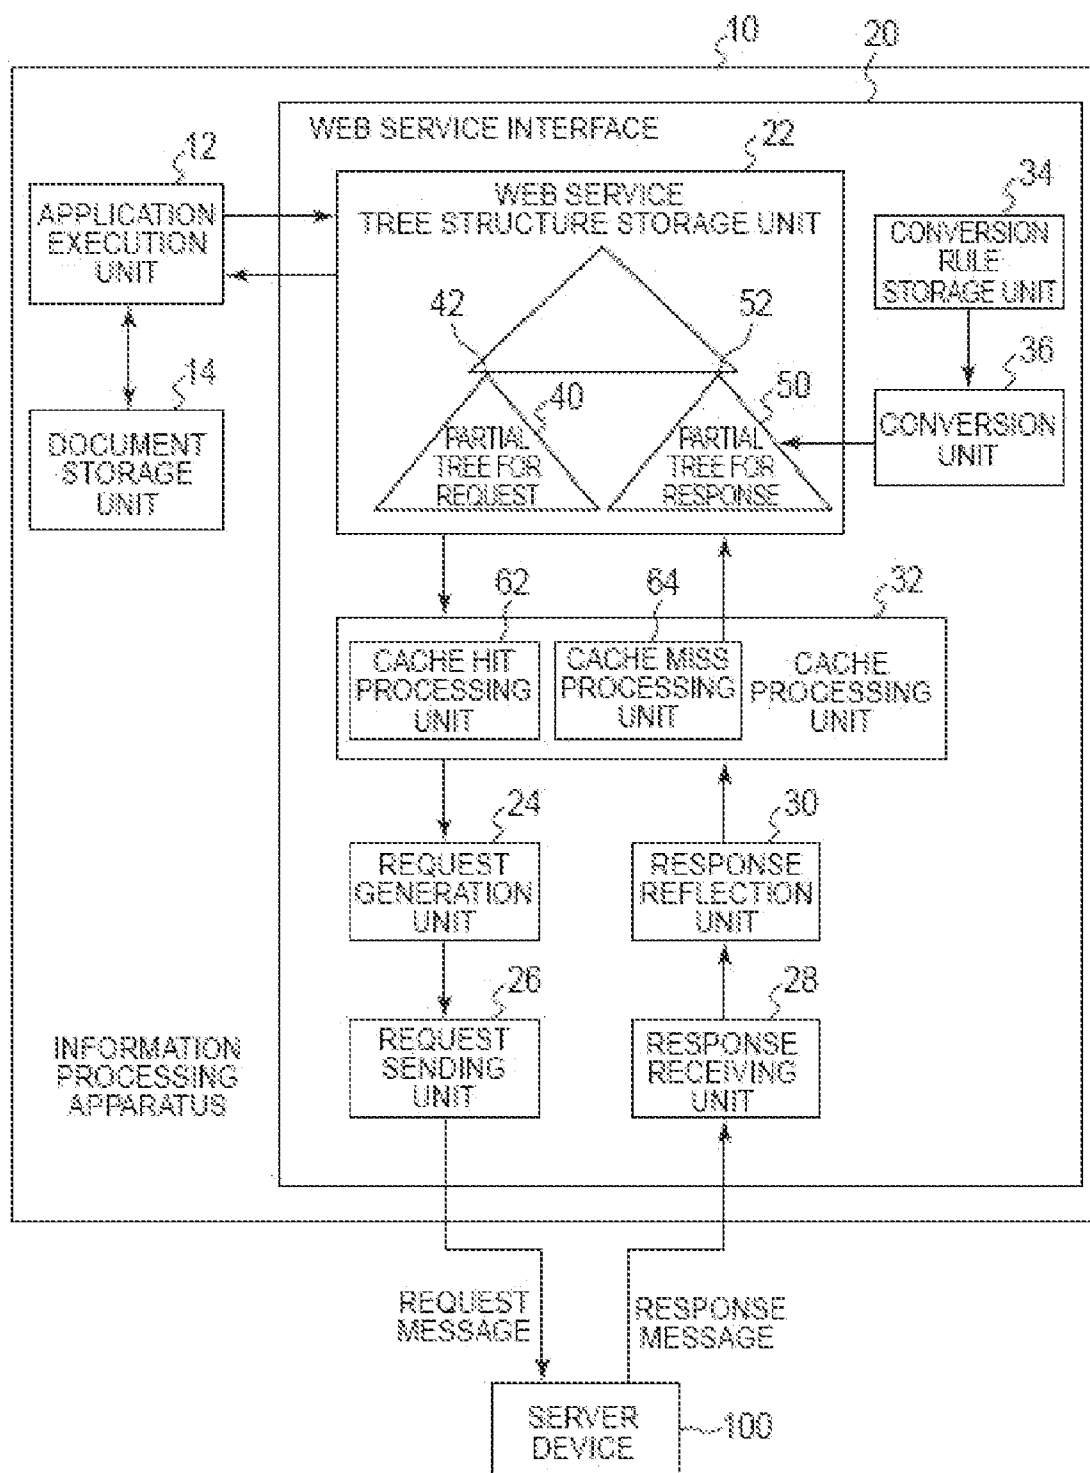 10
20
WEB SERVICE INTERFACE
12
22
34
APPLICATION
EXECUTION
UNIT
WEB SERVICE
TREE STRUCTURE STORAGE UNIT
CONVERSION
RULE
STORAGE UNIT
42
52
14
40
50
36
DOCUMENT
STORAGE
UNIT
PARTIAL
TREE FOR
REQUEST
PARTIAL
TREE FOR
RESPONSE
CONVERSION
UNIT
62
64
32
CACHE HIT
PROCESSING
UNIT
CACHE MISS
PROCESSING
UNIT
CACHE
PROCESSING
UNIT
24
30
REQUEST
GENERATION
UNIT
RESPONSE
REFLECTION
UNIT
26
28
REQUEST
SENDING
UNIT
RESPONSE
RECEIVING
UNIT
INFORMATION
PROCESSING
APPARATUS
REQUEST
MESSAGE
RESPONSE
MESSAGE
SERVER
DEVICE
100